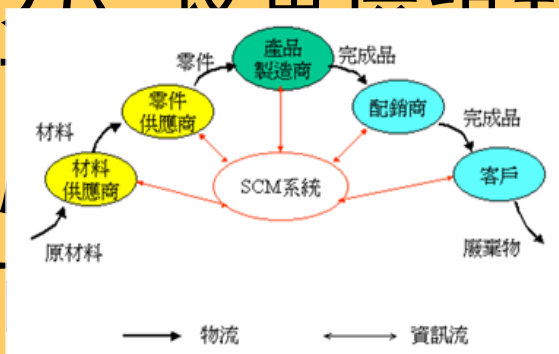 產品
製造商
零件
完成品
零件
供應商
配銷商
材料
完成品
材料
供應商
SCM系統
客戶
原材料
廢棄物
物流
資訊流